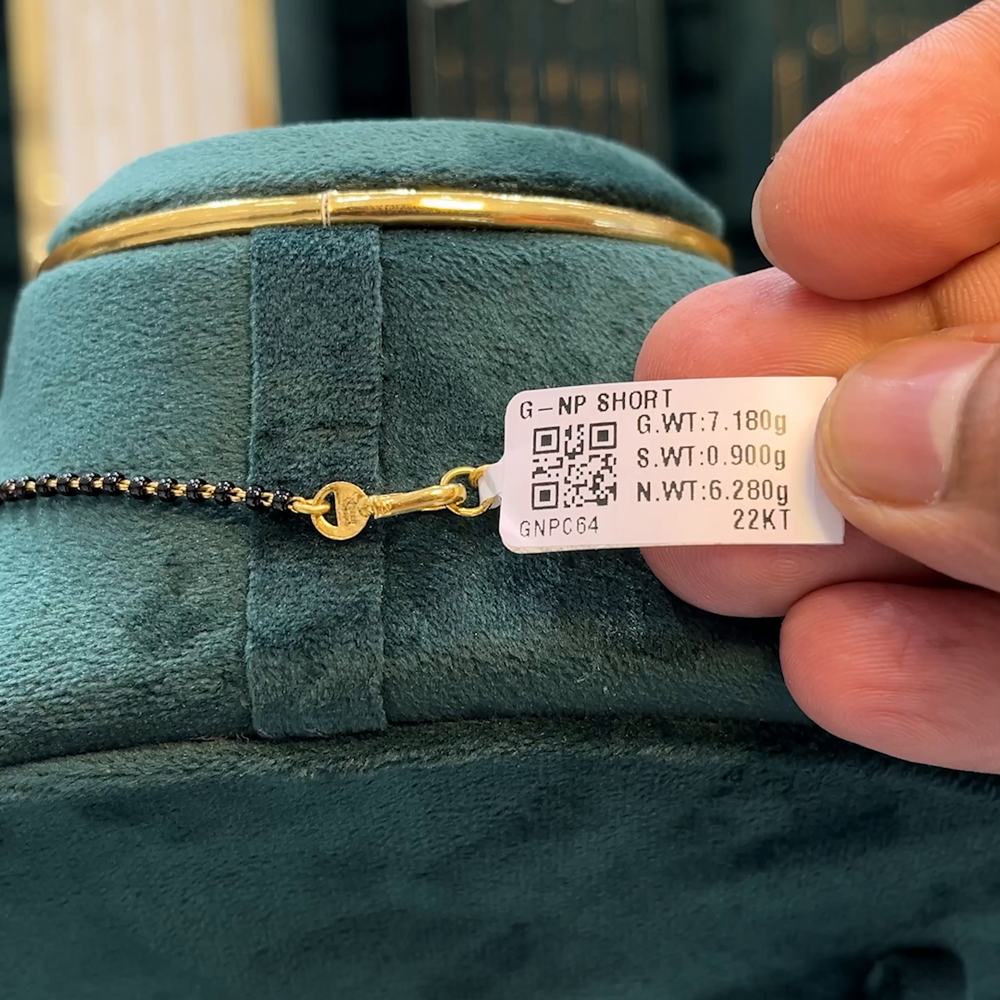 G-NP SHORT
G.WT:7.180g
S.WT:0.900g
N.WT:6.280g
GNPC64
22KT